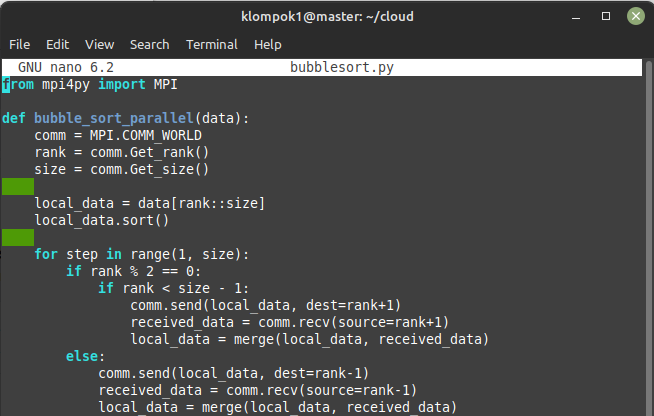 klompok1@master: ~/cloud
File Edit View Search Terminal Help
GNU nano 6.2 bubblesort.py
from mpi4py import MPI
def bubble_sort_parallel(data):
    comm = MPI.COMM_WORLD
    rank = comm.Get_rank()
    size = comm.Get_size()
    local_data = data[rank::size]
    local_data.sort()
    for step in range(1, size):
        if rank % 2 == 0:
            if rank < size - 1:
                comm.send(local_data, dest=rank+1)
                received_data = comm.recv(source=rank+1)
                local_data = merge(local_data, received_data)
        else:
            comm.send(local_data, dest=rank-1)
            received_data = comm.recv(source=rank-1)
            local_data = merge(local_data, received_data)